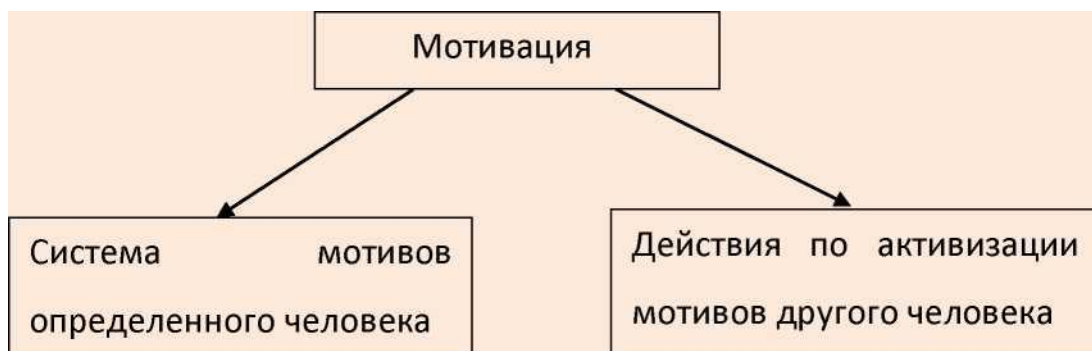 Мотивация
Система мотивов
определенного человека
Действия по активизации
мотивов другого человека